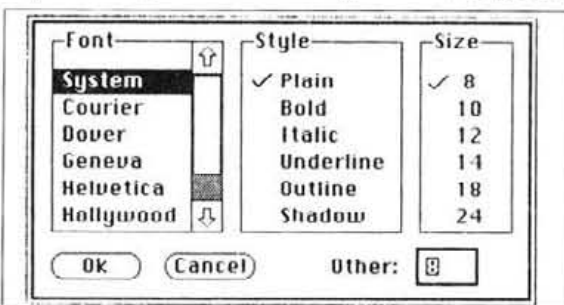 Font Style Size
System ✓ Plain ✓ 8
Courier Bold 10
Dover Italic 12
Geneva Underline 14
Helvetica Outline 18
Hollywood Shadow 24
Ok Cancel Other: 8